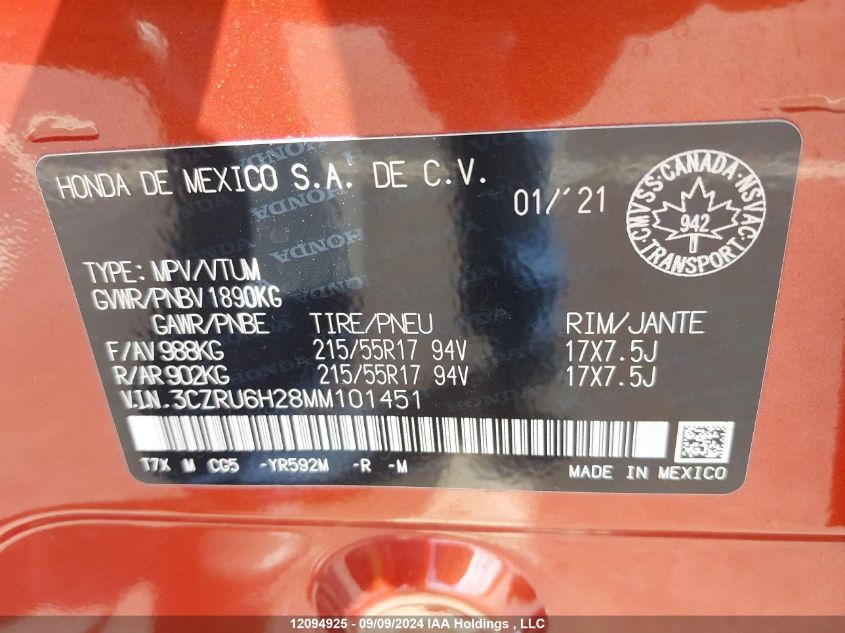 HONDA DE MEXICO S.A. DE C.V.
01/'21
CMVSS·CANADA·NSVAC
942
TRANSPORT
TYPE: MPV/VTUM
GVWR/PNBV 1890KG
GAWR/PNBE TIRE/PNEU RIM/JANTE
F/AV 988KG 215/55R17 94V 17X7.5J
R/AR 902KG 215/55R17 94V 17X7.5J
V.I.N. 3CZRU6H28MM101451
T7X M CG5 -YR592M -R -M
MADE IN MEXICO
12094925 - 09/09/2024 IAA Holdings , LLC